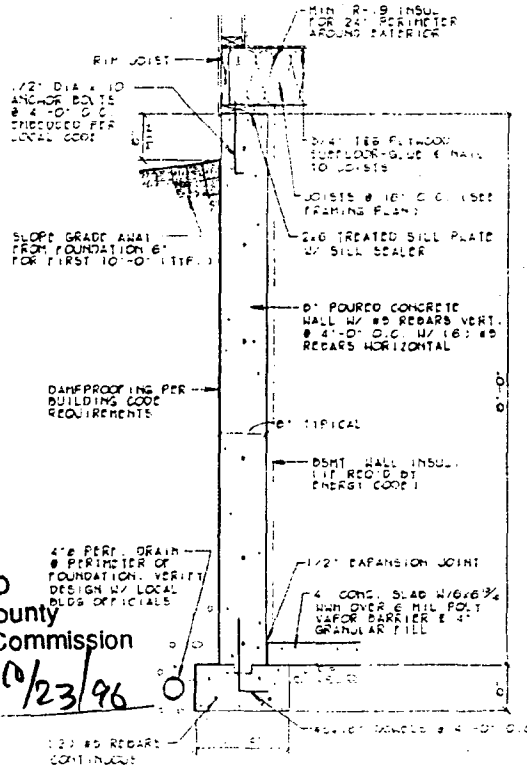 MIN R-19 INSUL
FOR 24" PERIMETER
AROUND EXTERIOR
RIM JOIST
1/2" DIA x 10
ANCHOR BOLTS
@ 4'-0" O.C.
EMBEDDED PER
LOCAL CODE
3/4" T&G PLYWOOD
SUBFLOOR-GLUE & NAIL
TO JOISTS
JOISTS @ 16" O.C. (SEE
FRAMING PLAN)
2x6 TREATED SILL PLATE
W/ SILL SEALER
SLOPE GRADE AWAY
FROM FOUNDATION 6"
FOR FIRST 10'-0" (TYP.)
8" POURED CONCRETE
WALL W/ #5 REBARS VERT.
@ 4'-0" O.C. W/ (6) #5
REBARS HORIZONTAL
DAMPPROOFING PER
BUILDING CODE
REQUIREMENTS
8" TYPICAL
8'-0"
BSMT. WALL INSUL.
(IF REQ'D BY
ENERGY CODE)
4"ø PERF. DRAIN
@ PERIMETER OF
FOUNDATION. VERIFY
DESIGN W/ LOCAL
BLDG OFFICIALS
1/2" EXPANSION JOINT
4" CONC. SLAB W/6x6
WWM OVER 6 MIL POLY
VAPOR BARRIER & 4"
GRANULAR FILL
ounty
Commission
10/23/96
(2) #5 REBARS
CONTINUOUS
DOWELS @ 4'-0" O.C.